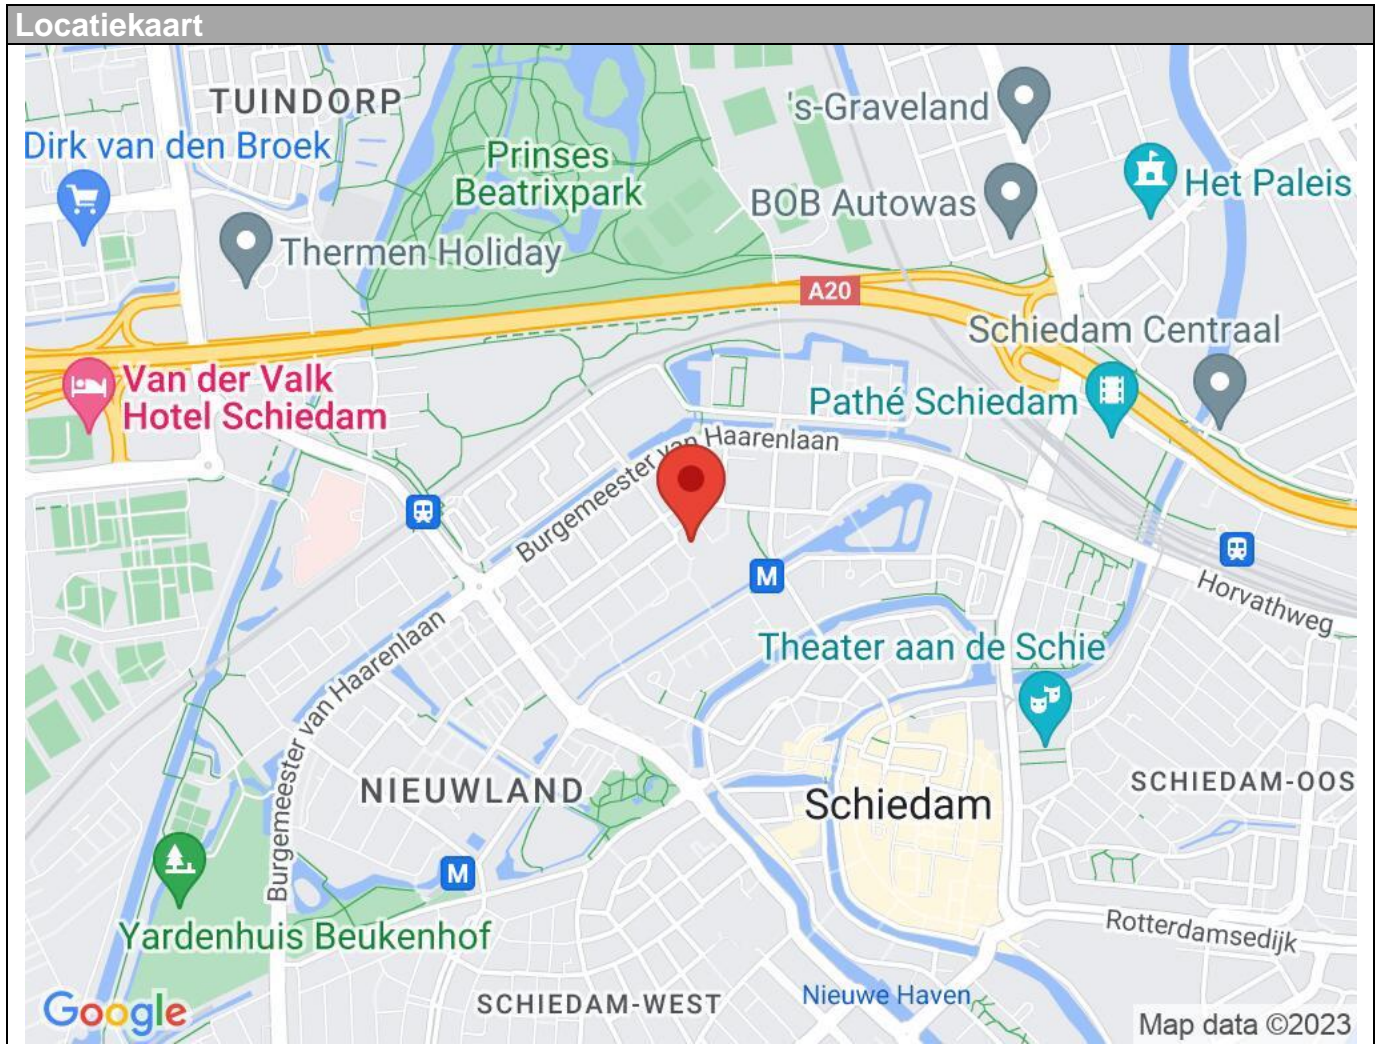 Locatiekaart
TUINDORP
's-Graveland
Dirk van den Broek
Prinses
Beatrixpark
Het Paleis
BOB Autowas
Thermen Holiday
A20
Schiedam Centraal
Van der Valk
Hotel Schiedam
Pathé Schiedam
Burgemeester van Haarenlaan
M
Horvathweg
Burgemeester van Haarenlaan
Theater aan de Schie
NIEUWLAND
SCHIEDAM-OOS
Schiedam
M
Yardenhuis Beukenhof
Rotterdamsedijk
SCHIEDAM-WEST
Nieuwe Haven
Google
Map data ©2023